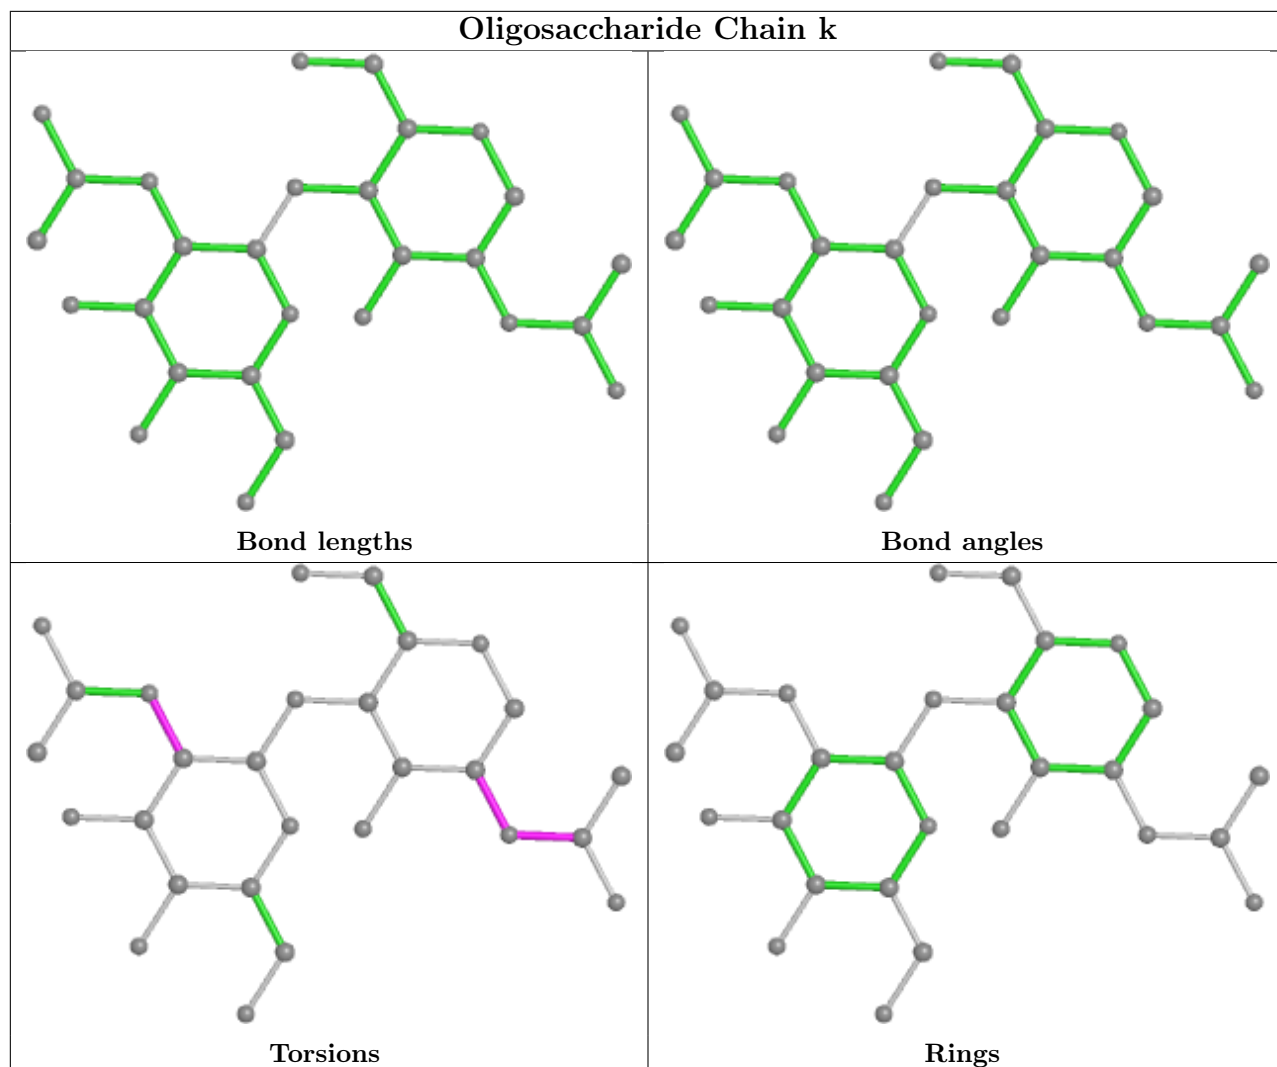 Oligosaccharide Chain k
Bond lengths
Bond angles
Torsions
Rings